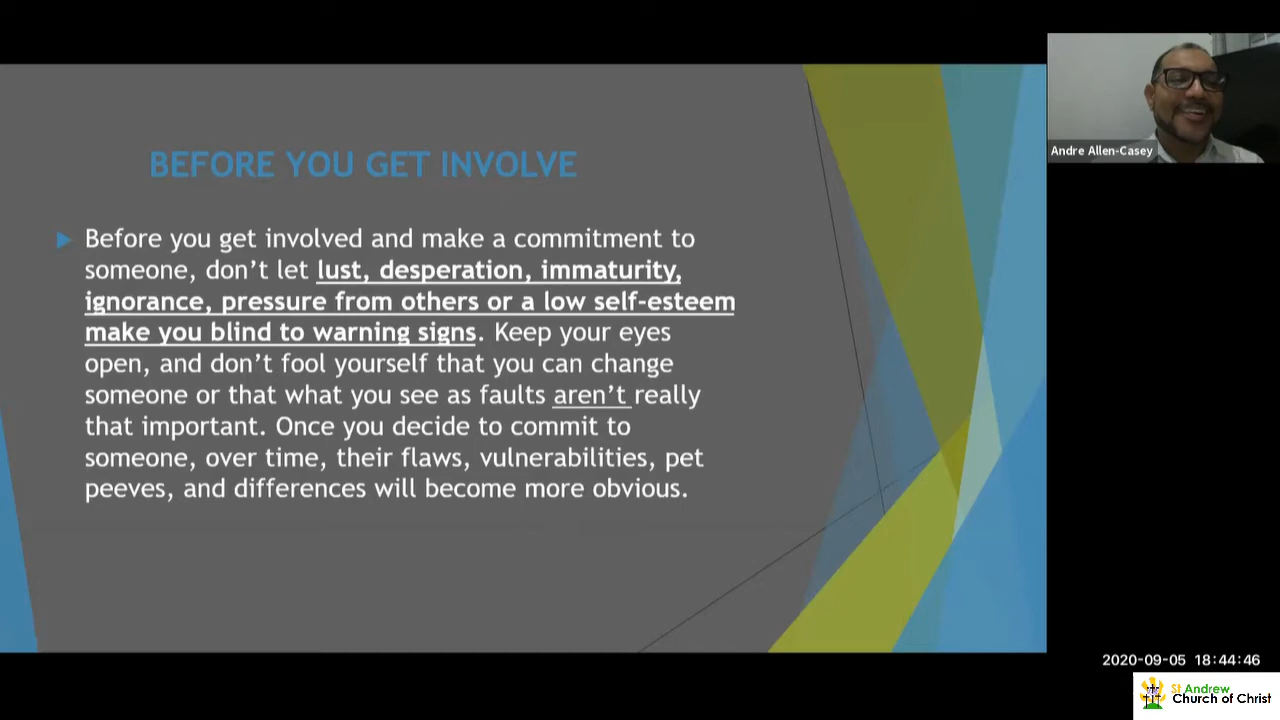 BEFORE YOU GET INVOLVE
Before you get involved and make a commitment to
someone, don’t let lust, desperation, immaturity,
ignorance, pressure from others or a low self-esteem
make you blind to warning signs. Keep your eyes
open, and don’t fool yourself that you can change
someone or that what you see as faults aren’t really
that important. Once you decide to commit to
someone, over time, their flaws, vulnerabilities, pet
peeves, and differences will become more obvious.
Andre Allen-Casey
2020-09-05 18:44:46
St Andrew
Church of Christ